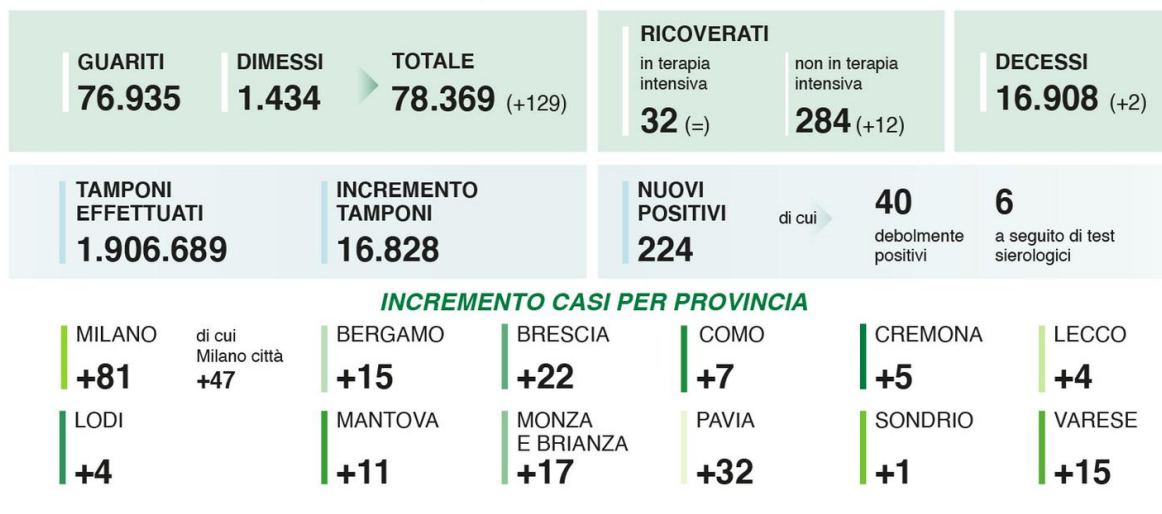 GUARITI
76.935
DIMESSI
1.434
TOTALE
78.369 (+129)
RICOVERATI
in terapia
intensiva
32 (=)
non in terapia
intensiva
284 (+12)
DECESSI
16.908 (+2)
TAMPONI
EFFETTUATI
1.906.689
INCREMENTO
TAMPONI
16.828
NUOVI
POSITIVI
224
di cui
40
debolmente
positivi
6
a seguito di test
sierologici
INCREMENTO CASI PER PROVINCIA
MILANO
+81
di cui
Milano città
+47
BERGAMO
+15
BRESCIA
+22
COMO
+7
CREMONA
+5
LECCO
+4
LODI
+4
MANTOVA
+11
MONZA
E BRIANZA
+17
PAVIA
+32
SONDRIO
+1
VARESE
+15